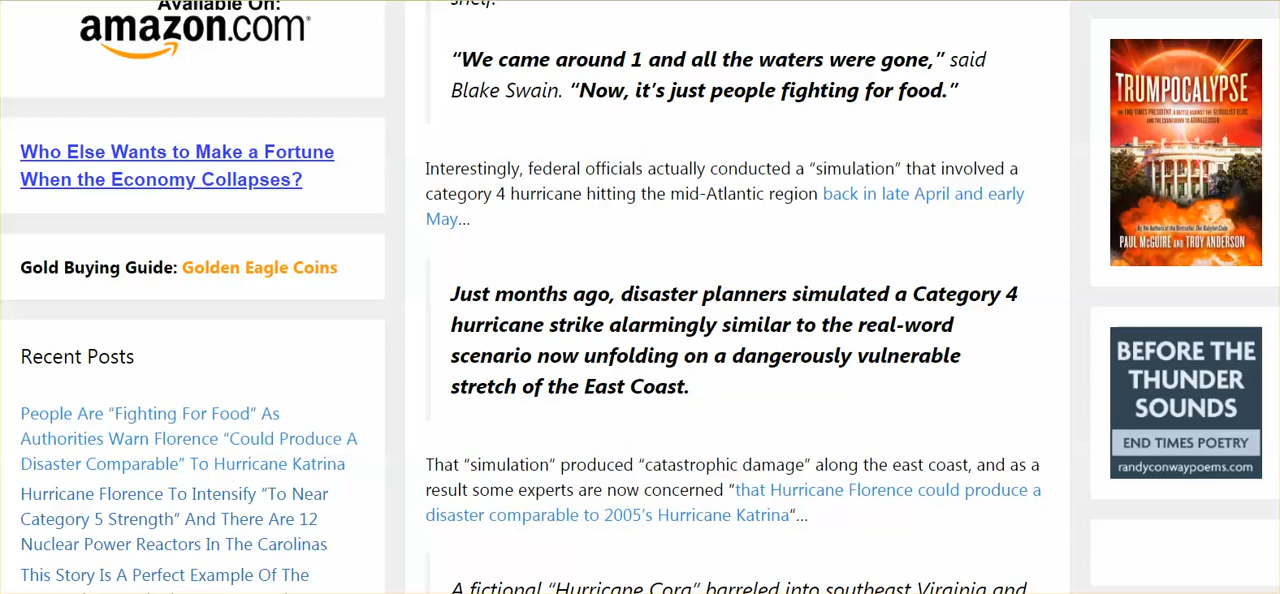 Available On:
amazon.com
Who Else Wants to Make a Fortune
When the Economy Collapses?
Gold Buying Guide: Golden Eagle Coins
Recent Posts
People Are “Fighting For Food” As
Authorities Warn Florence “Could Produce A
Disaster Comparable” To Hurricane Katrina
Hurricane Florence To Intensify “To Near
Category 5 Strength” And There Are 12
Nuclear Power Reactors In The Carolinas
This Story Is A Perfect Example Of The
shelf.
“We came around 1 and all the waters were gone,” said
Blake Swain. “Now, it’s just people fighting for food.”
Interestingly, federal officials actually conducted a “simulation” that involved a
category 4 hurricane hitting the mid-Atlantic region back in late April and early
May…
Just months ago, disaster planners simulated a Category 4
hurricane strike alarmingly similar to the real-word
scenario now unfolding on a dangerously vulnerable
stretch of the East Coast.
That “simulation” produced “catastrophic damage” along the east coast, and as a
result some experts are now concerned “that Hurricane Florence could produce a
disaster comparable to 2005’s Hurricane Katrina“…
A fictional “Hurricane Cora” barreled into southeast Virginia and
TRUMPOCALYPSE
THE END-TIMES PRESIDENT, A BATTLE AGAINST THE GLOBALIST ELITE,
AND THE COUNTDOWN TO ARMAGEDDON
By the Authors of the Bestseller The Babylon Code
PAUL McGUIRE AND TROY ANDERSON
BEFORE THE
THUNDER
SOUNDS
END TIMES POETRY
randyconwaypoems.com